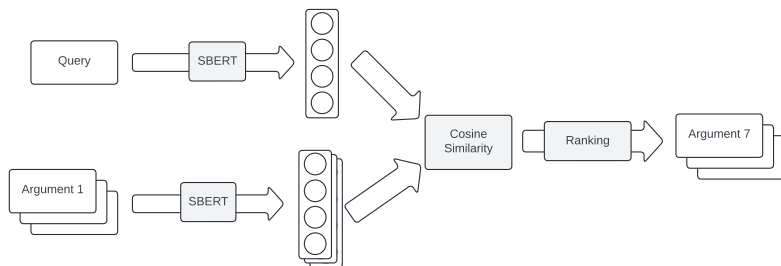 Query
SBERT
Argument 1
SBERT
Cosine
Similarity
Ranking
Argument 7